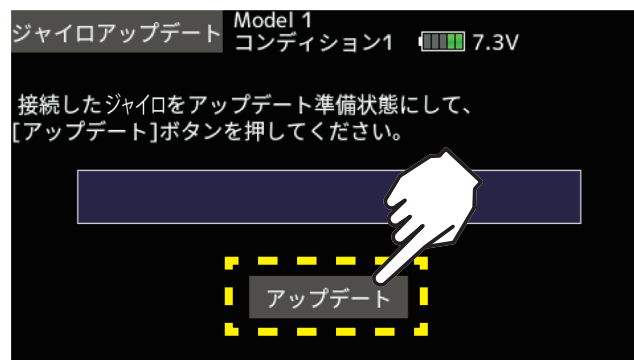 ジャイロアップデート
Model 1
コンディション1 7.3V
接続したジャイロをアップデート準備状態にして、
[アップデート]ボタンを押してください。
アップデート